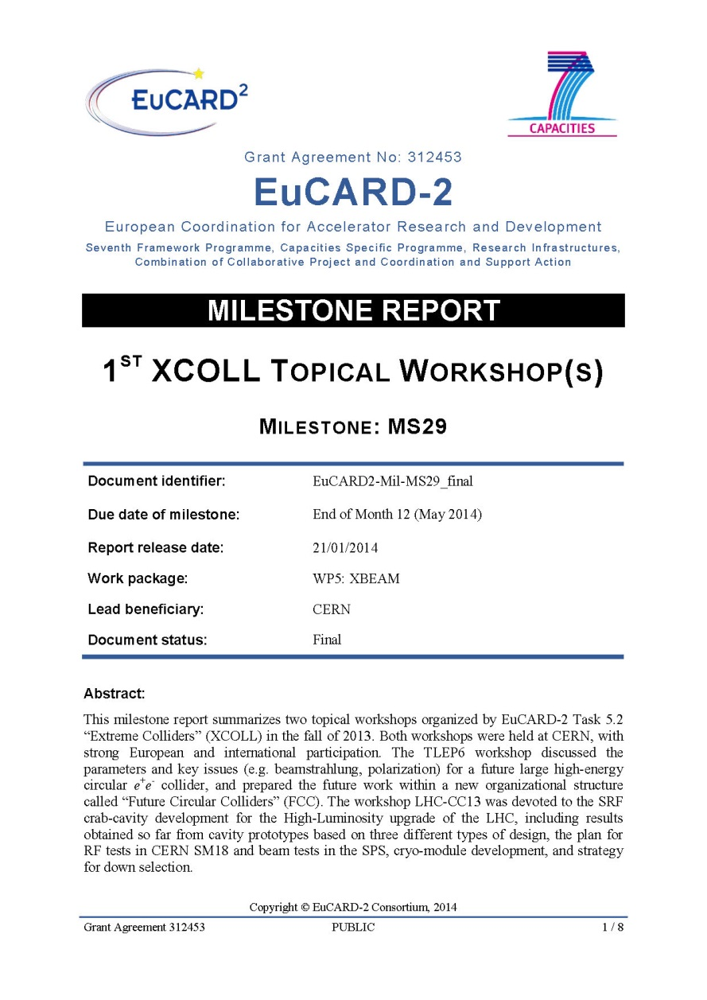 EuCARD²
7
CAPACITIES
Grant Agreement No: 312453
EuCARD-2
European Coordination for Accelerator Research and Development
Seventh Framework Programme, Capacities Specific Programme, Research Infrastructures,
Combination of Collaborative Project and Coordination and Support Action
MILESTONE REPORT
1ST XCOLL TOPICAL WORKSHOP(S)
MILESTONE: MS29
Document identifier: EuCARD2-Mil-MS29_final
Due date of milestone: End of Month 12 (May 2014)
Report release date: 21/01/2014
Work package: WP5: XBEAM
Lead beneficiary: CERN
Document status: Final
Abstract:
This milestone report summarizes two topical workshops organized by EuCARD-2 Task 5.2
“Extreme Colliders” (XCOLL) in the fall of 2013. Both workshops were held at CERN, with
strong European and international participation. The TLEP6 workshop discussed the
parameters and key issues (e.g. beamstrahlung, polarization) for a future large high-energy
circular e⁺e⁻ collider, and prepared the future work within a new organizational structure
called “Future Circular Colliders” (FCC). The workshop LHC-CC13 was devoted to the SRF
crab-cavity development for the High-Luminosity upgrade of the LHC, including results
obtained so far from cavity prototypes based on three different types of design, the plan for
RF tests in CERN SM18 and beam tests in the SPS, cryo-module development, and strategy
for down selection.
Copyright © EuCARD-2 Consortium, 2014
Grant Agreement 312453 PUBLIC 1 / 8